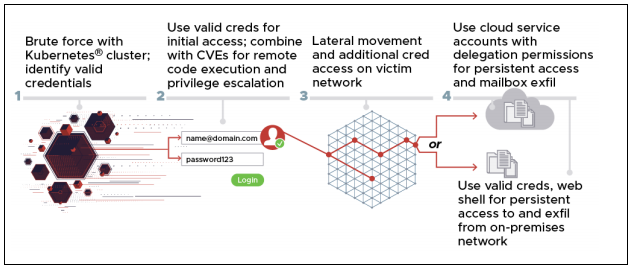 1
Brute force with
Kubernetes® cluster;
identify valid
credentials
2
Use valid creds for
initial access; combine
with CVEs for remote
code execution and
privilege escalation
name@domain.com
password123
Login
3
Lateral movement
and additional cred
access on victim
network
4
Use cloud service
accounts with
delegation permissions
for persistent access
and mailbox exfil
or
Use valid creds, web
shell for persistent
access to and exfil
from on-premises
network